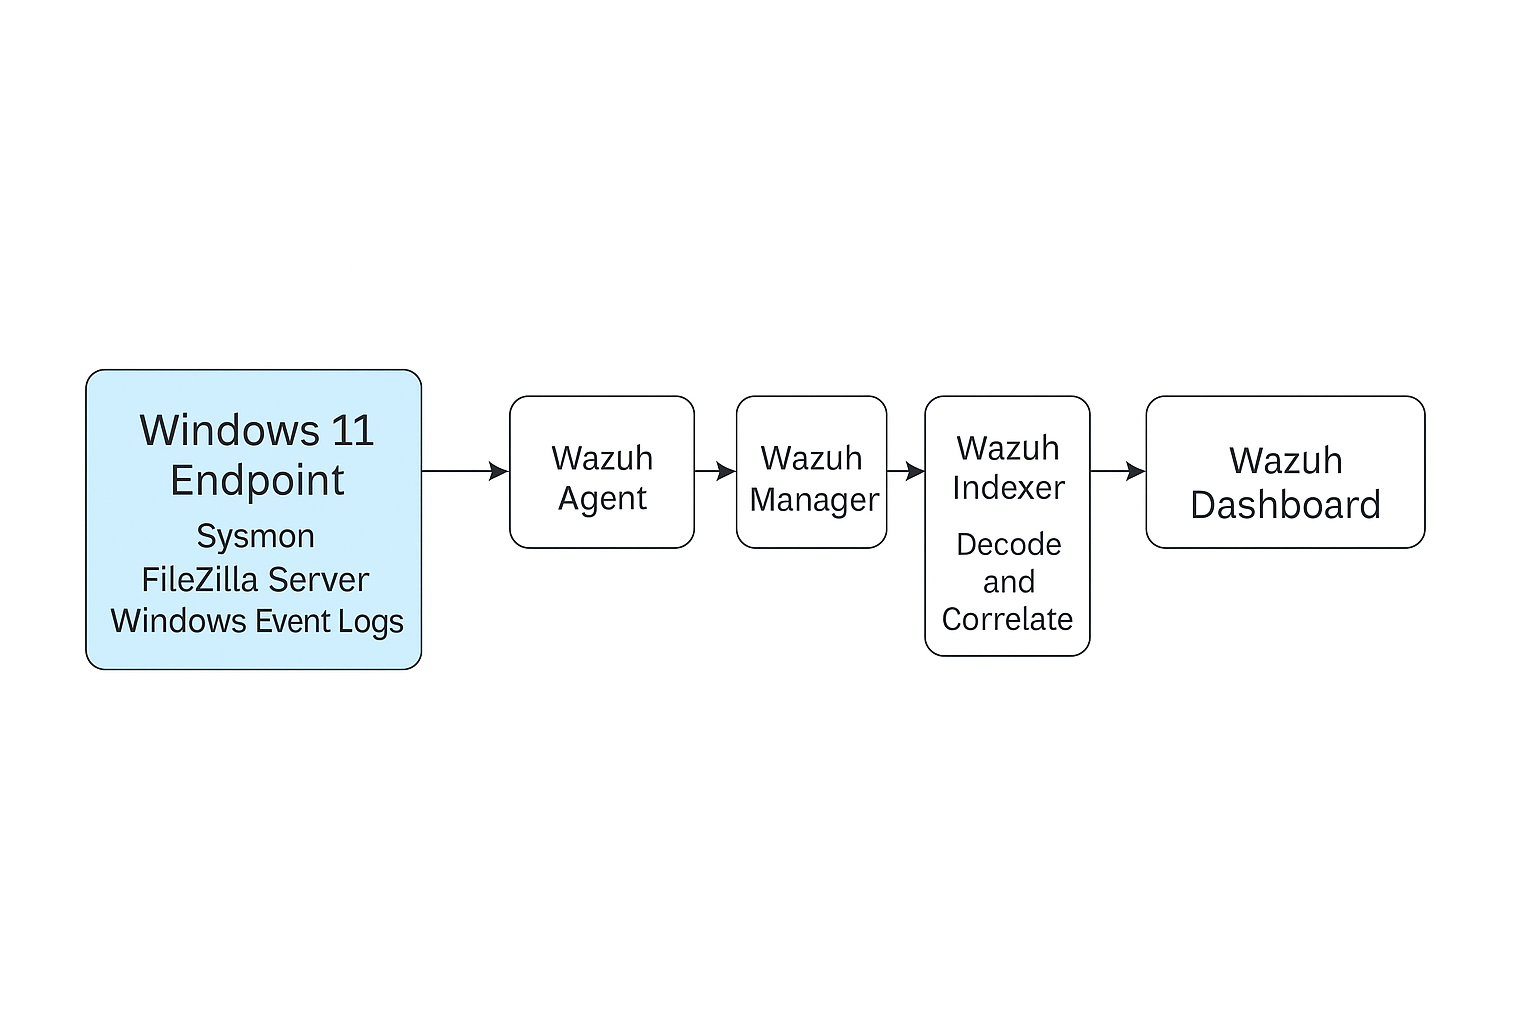 Windows 11
Endpoint
Sysmon
FileZilla Server
Windows Event Logs
Wazuh
Agent
Wazuh
Manager
Wazuh
Indexer
Decode
and
Correlate
Wazuh
Dashboard